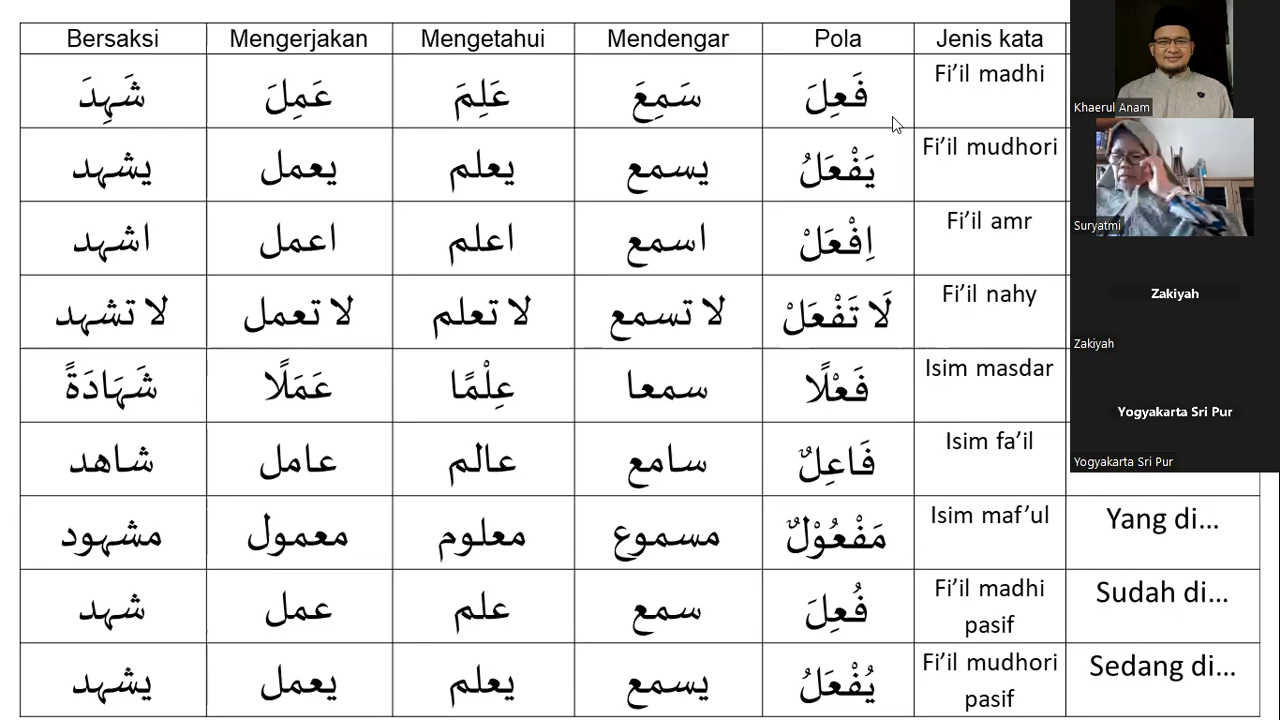 Bersaksi Mengerjakan Mengetahui Mendengar Pola Jenis kata
شَهِدَ عَمِلَ عَلِمَ سَمِعَ فَعِلَ Fi’il madhi
يشهد يعمل يعلم يسمع يَفْعَلُ Fi’il mudhori
اشهد اعمل اعلم اسمع اِفْعَلْ Fi’il amr
لا تشهد لا تعمل لا تعلم لا تسمع لَا تَفْعَلْ Fi’il nahy
شَهَادَةً عَمَلًا عِلْمًا سمعا فَعْلًا Isim masdar
شاهد عامل عالم سامع فَاعِلٌ Isim fa’il
مشهود معمول معلوم مسموع مَفْعُوْلٌ Isim maf’ul Yang di...
شهد عمل علم سمع فُعِلَ Fi’il madhi pasif Sudah di...
يشهد يعمل يعلم يسمع يُفْعَلُ Fi’il mudhori pasif Sedang di...
Khaerul Anam
Suryatmi
Zakiyah
Zakiyah
Yogyakarta Sri Pur
Yogyakarta Sri Pur